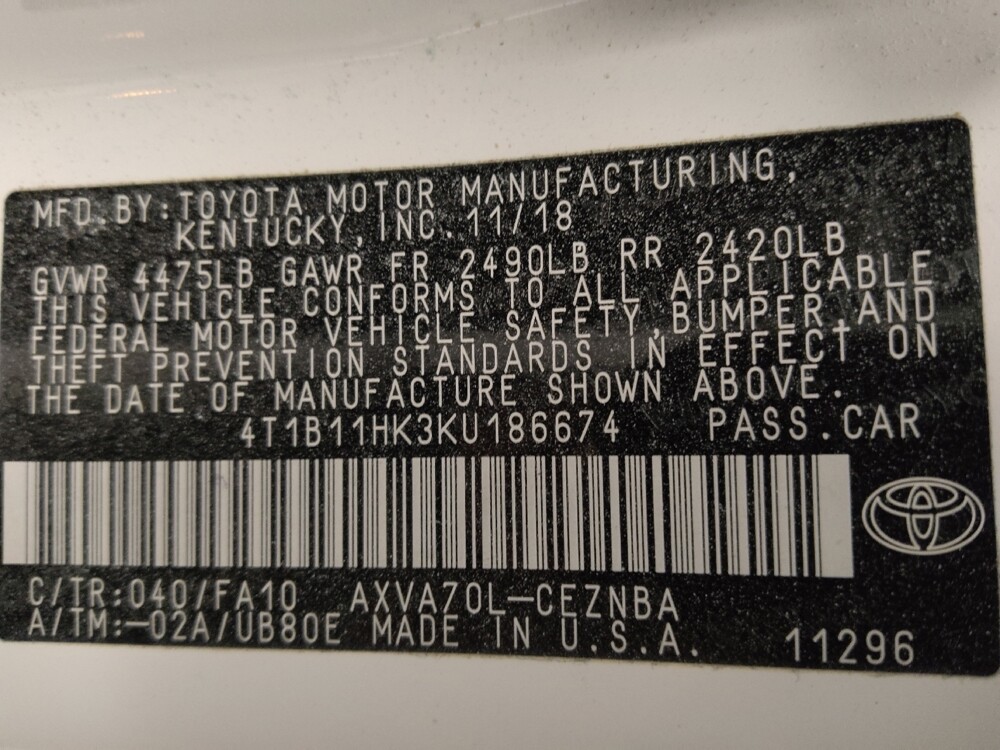 MFD.BY:TOYOTA MOTOR MANUFACTURING,
KENTUCKY,INC.11/18
GVWR 4475LB GAWR FR 2490LB RR 2420LB
THIS VEHICLE CONFORMS TO ALL APPLICABLE
FEDERAL MOTOR VEHICLE SAFETY,BUMPER,AND
THEFT PREVENTION STANDARDS IN EFFECT ON
THE DATE OF MANUFACTURE SHOWN ABOVE.
4T1B11HK3KU186674 PASS.CAR
C/TR:040/FA10 AXVA70L-CEZNBA
A/TM:-02A/UB80E MADE IN U.S.A. 11296